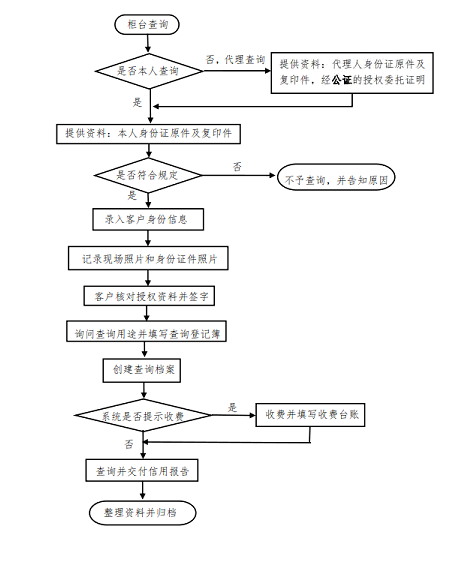 柜台查询
是否本人查询
否，代理查询
提供资料：代理人身份证原件及
复印件，经公证的授权委托证明
是
提供资料：本人身份证原件及复印件
是否符合规定
否
不予查询，并告知原因
是
录入客户身份信息
记录现场照片和身份证件照片
客户核对授权资料并签字
询问查询用途并填写查询登记簿
创建查询档案
系统是否提示收费
是
收费并填写收费台账
否
查询并交付信用报告
整理资料并归档